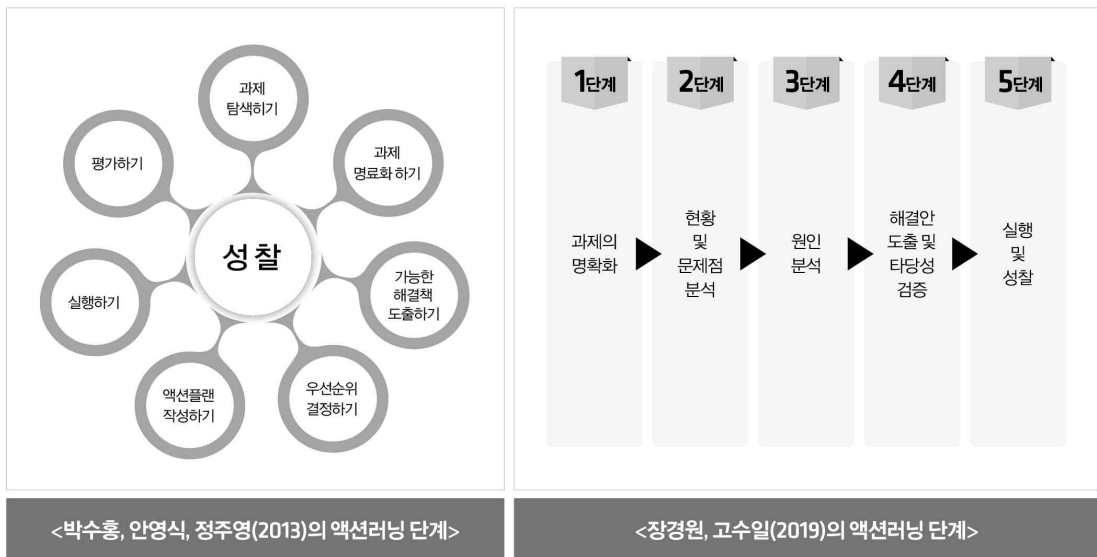 과제
탐색히기
과제
명료화 하기
가능한
해결책
도출하기
우선순위
결정하기
액션플랜
작성하기
실행하기
평가하기
성찰
<박수홍, 안영식, 정주영(2013)의 액션러닝 단계>
1단계
과제의
명확화
2단계
현황
및
문제점
분석
3단계
원인
분석
4단계
해결안
도출 및
타당성
검증
5단계
실행
및
성찰
<장경원, 고수일(2019)의 액션러닝 단계>